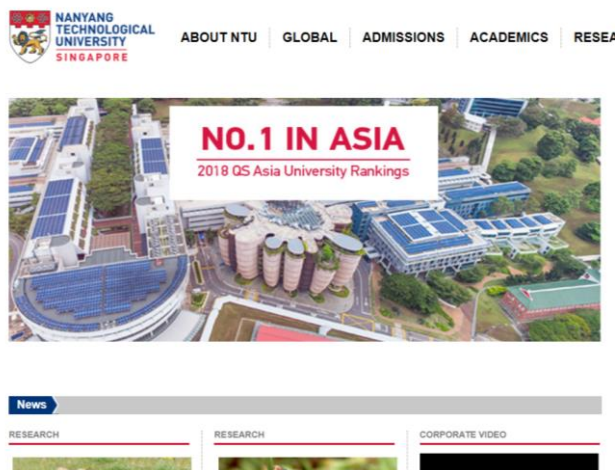 NANYANG
TECHNOLOGICAL
UNIVERSITY
SINGAPORE
ABOUT NTU GLOBAL ADMISSIONS ACADEMICS RESEA
NO.1 IN ASIA
2018 QS Asia University Rankings
News
RESEARCH RESEARCH CORPORATE VIDEO